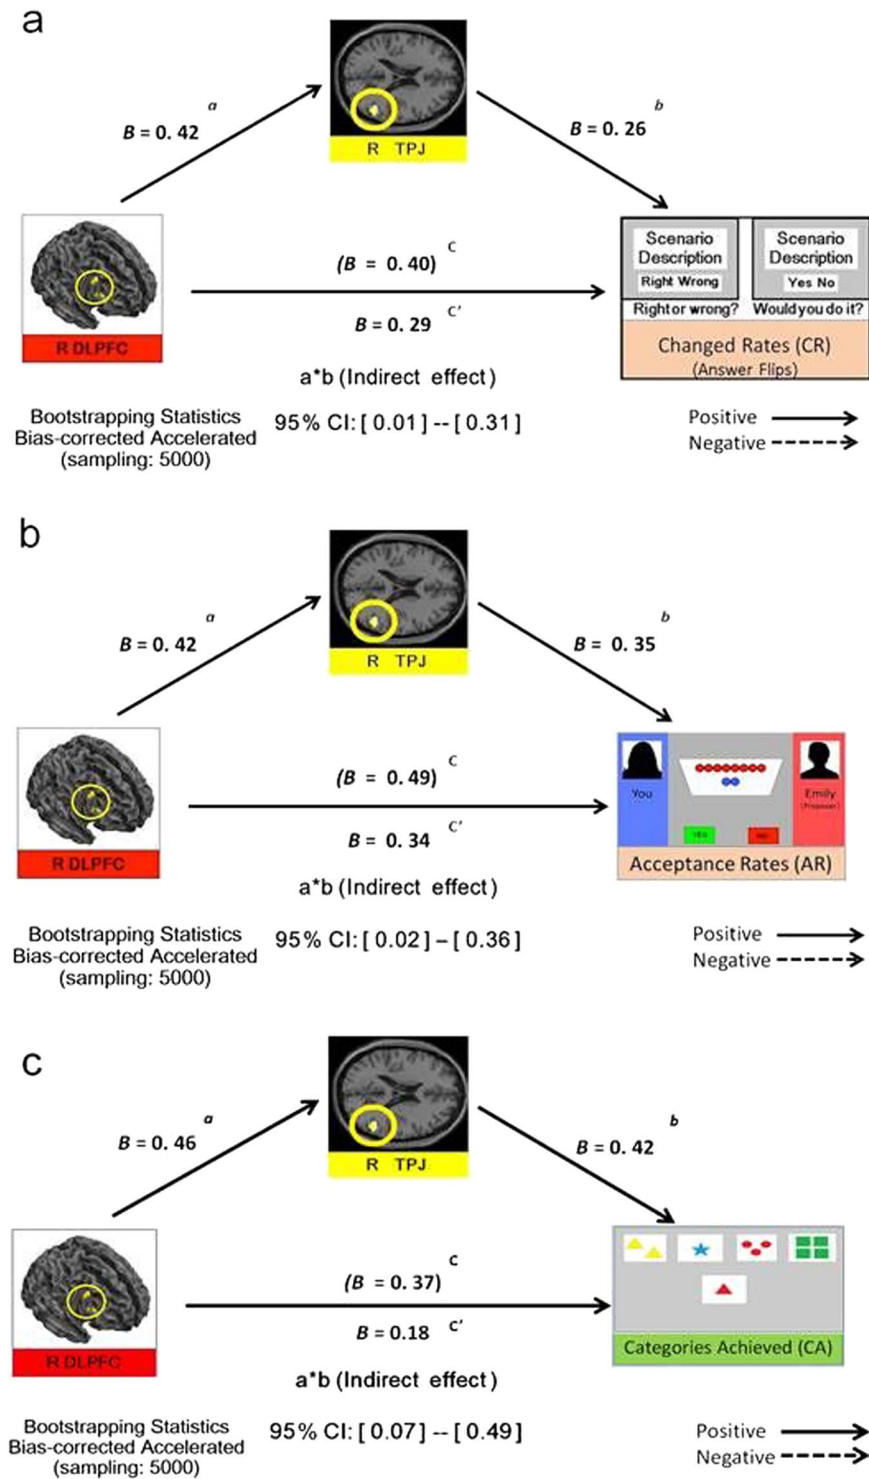 a
a
B = 0. 42
b
B = 0. 26
R TPJ
(B = 0. 40) C
B = 0. 29 C'
R DLPFC
Scenario Description
Right Wrong
Right or wrong?
Scenario Description
Yes No
Would you do it?
Changed Rates (CR)
(Answer Flips)
a*b (Indirect effect)
Bootstrapping Statistics
Bias-corrected Accelerated
(sampling: 5000)
95% CI: [ 0.01 ] -- [ 0.31 ]
Positive
Negative
b
a
B = 0. 42
b
B = 0. 35
R TPJ
(B = 0. 49) C
B = 0. 34 C'
R DLPFC
You
Emily
(Proposer)
YES
NO
Acceptance Rates (AR)
a*b (Indirect effect)
Bootstrapping Statistics
Bias-corrected Accelerated
(sampling: 5000)
95% CI: [ 0.02 ] – [ 0.36 ]
Positive
Negative
c
a
B = 0. 46
b
B = 0. 42
R TPJ
(B = 0. 37) C
B = 0.18 C'
R DLPFC
Categories Achieved (CA)
a*b (Indirect effect)
Bootstrapping Statistics
Bias-corrected Accelerated
(sampling: 5000)
95% CI: [ 0.07 ] -- [ 0.49 ]
Positive
Negative